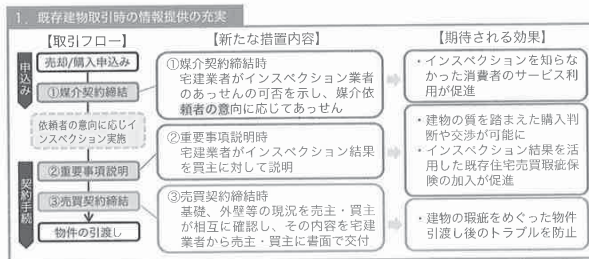 1. 既存建物取引時の情報提供の充実
【取引フロー】
【新たな措置内容】
【期待される効果】
申込み
売却/購入申込み
①媒介契約締結
依頼者の意向に応じ
インスペクション実施
契約手続
②重要事項説明
③売買契約締結
物件の引渡し
①媒介契約締結時
宅建業者がインスペクション業者
のあっせんの可否を示し、媒介依
頼者の意向に応じてあっせん
②重要事項説明時
宅建業者がインスペクション結果
を買主に対して説明
③売買契約締結時
基礎、外壁等の現況を売主・買主
が相互に確認し、その内容を宅建
業者から売主・買主に書面で交付
・インスペクションを知らな
かった消費者のサービス利用
が促進
・建物の質を踏まえた購入判
断や交渉が可能に
・インスペクション結果を活
用した既存住宅売買瑕疵保
険の加入が促進
・建物の瑕疵をめぐった物件
引渡し後のトラブルを防止